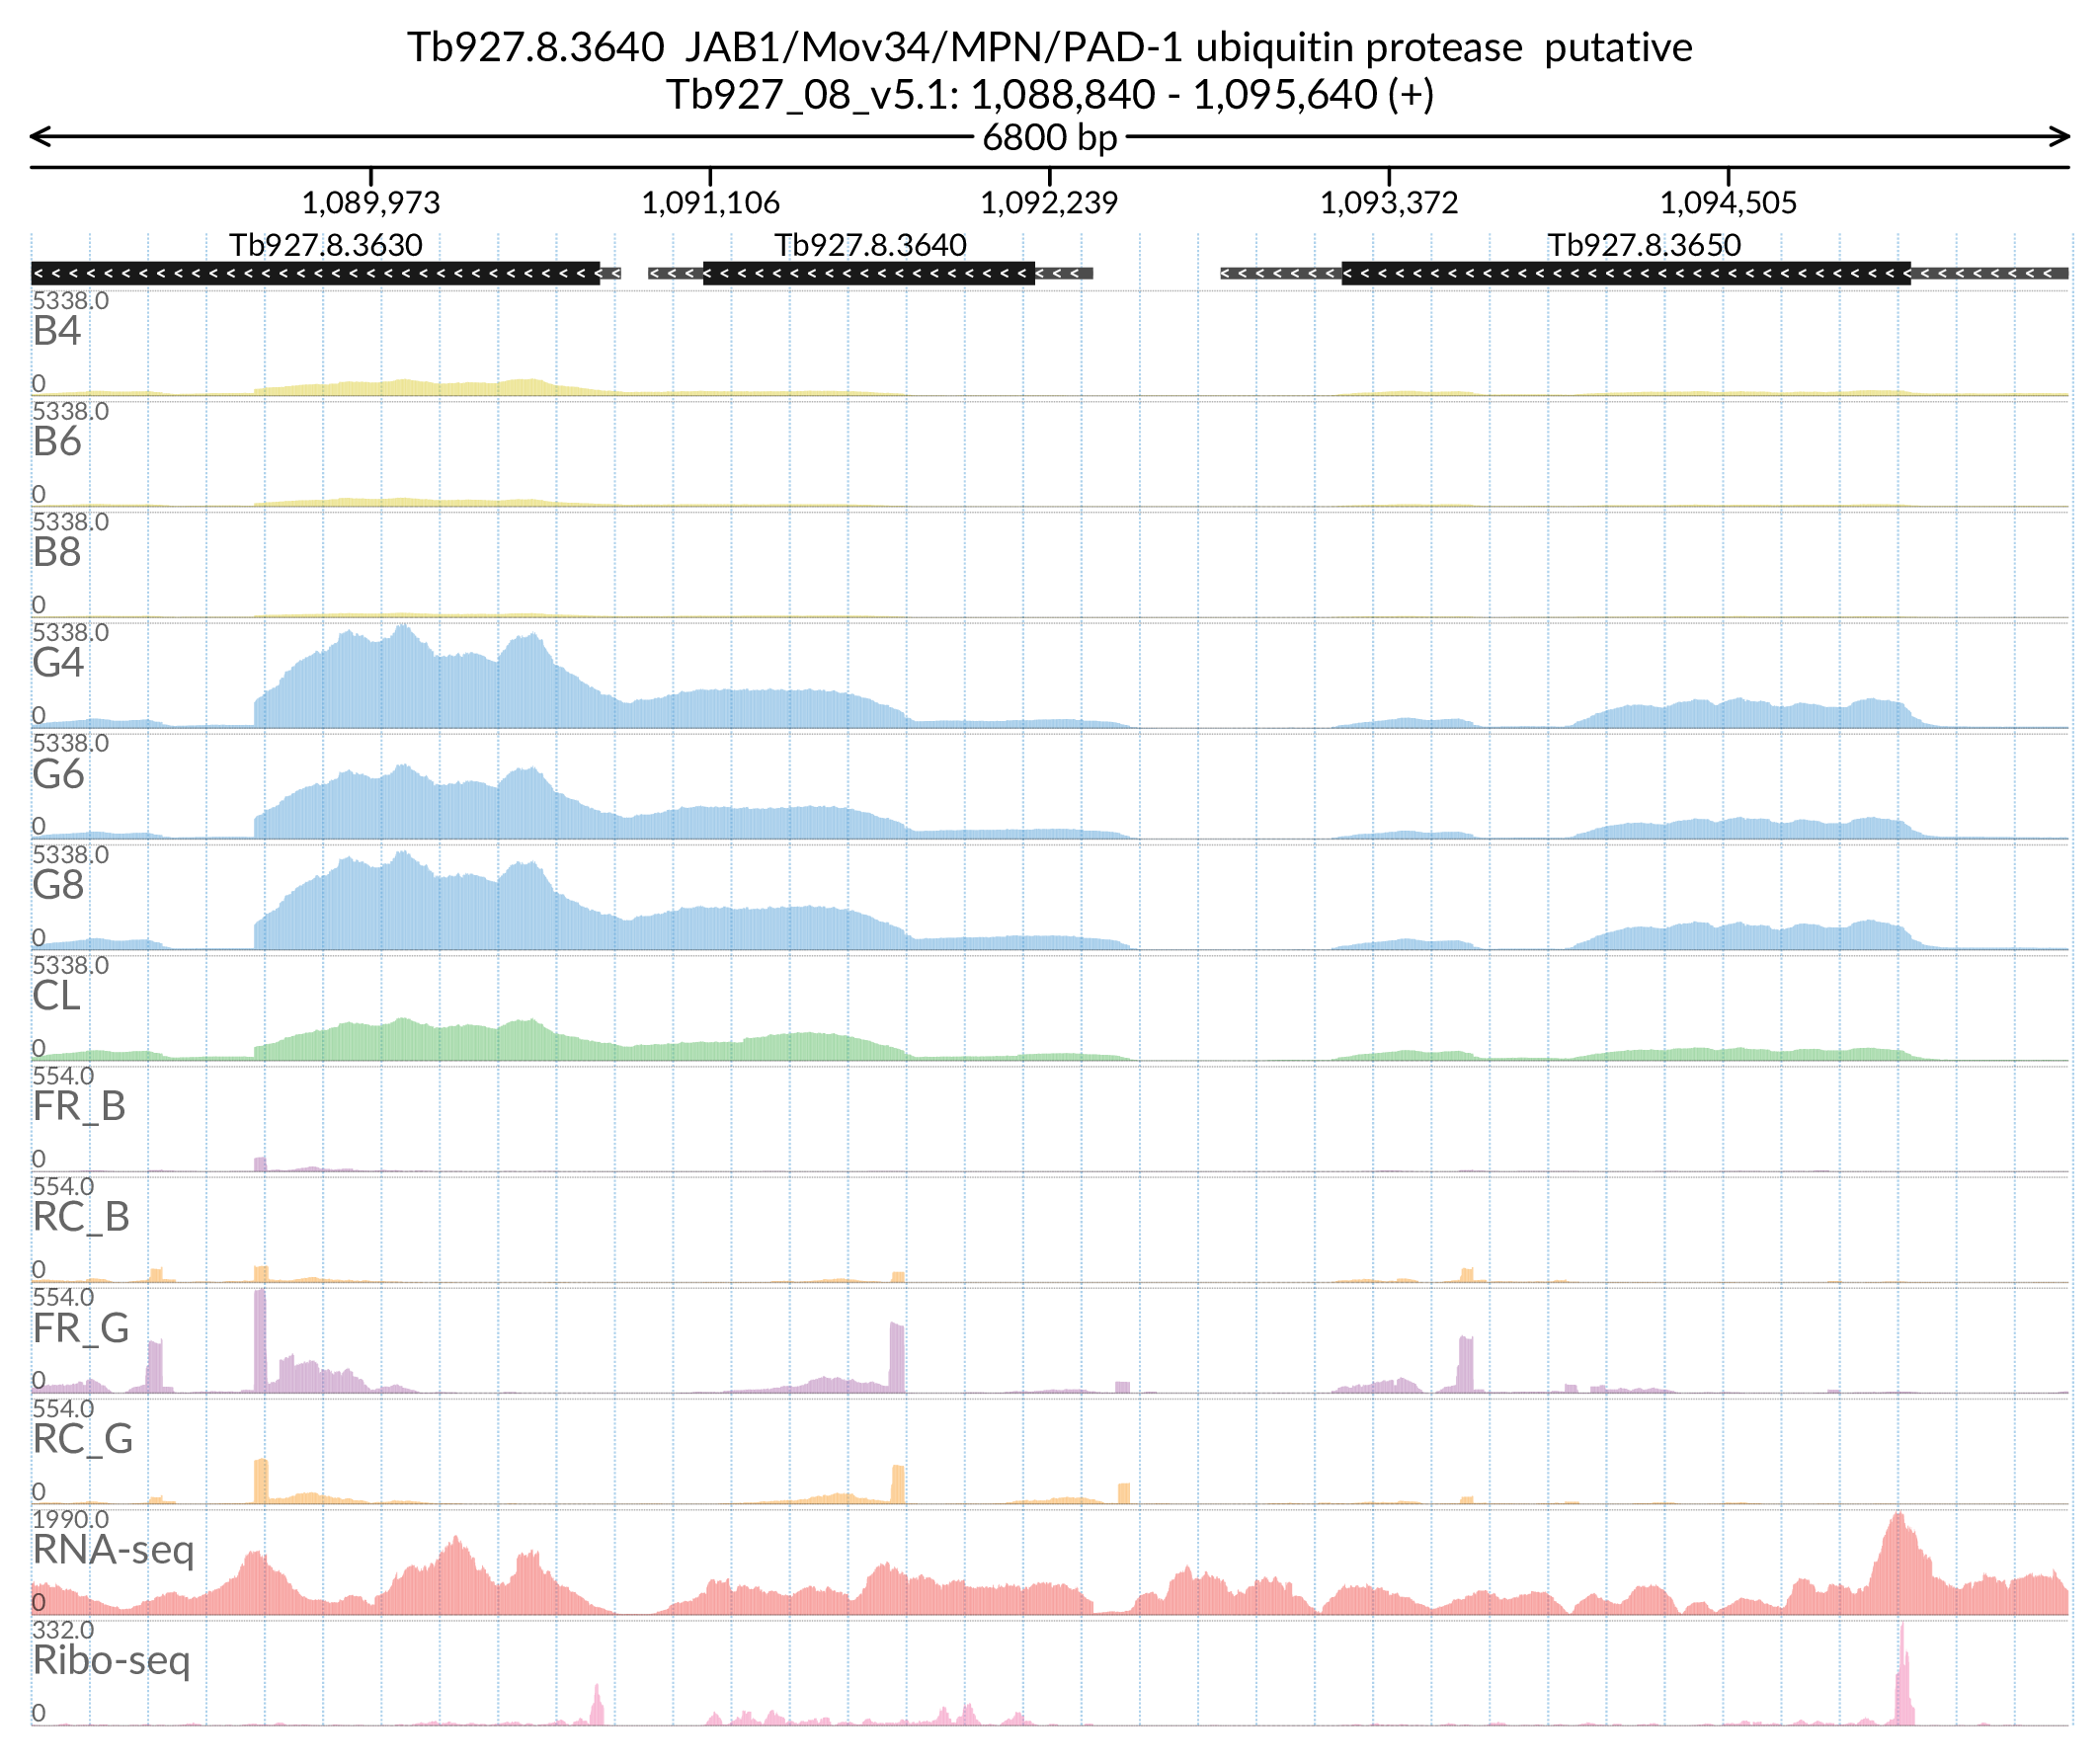 Tb927.8.3640 JAB1/Mov34/MPN/PAD-1 ubiquitin protease putative
Tb927_08_v5.1: 1,088,840 - 1,095,640 (+)
6800 bp
1,089,973 1,091,106 1,092,239 1,093,372 1,094,505
Tb927.8.3630 Tb927.8.3640 Tb927.8.3650
5338.0
B4
0
5338.0
B6
0
5338.0
B8
0
5338.0
G4
0
5338.0
G6
0
5338.0
G8
0
5338.0
CL
0
554.0
FR_B
0
554.0
RC_B
0
554.0
FR_G
0
554.0
RC_G
0
1990.0
RNA-seq
0
332.0
Ribo-seq
0